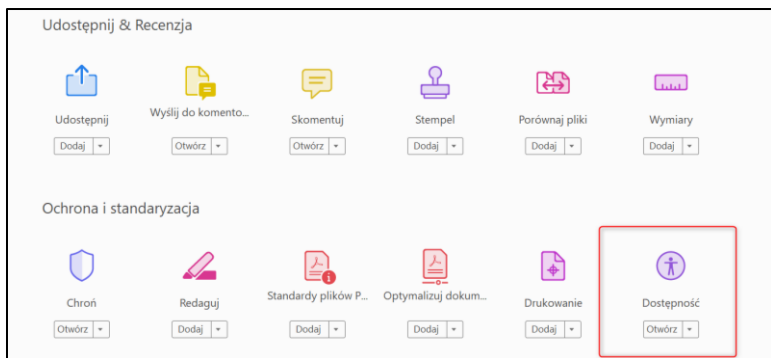 Udostępnij & Recenzja
Udostępnij
Wyślij do komento...
Skomentuj
Stempel
Porównaj pliki
Wymiary
Dodaj
Otwórz
Otwórz
Dodaj
Dodaj
Dodaj
Ochrona i standaryzacja
Chroń
Redaguj
Standardy plików P...
Optymalizuj dokum...
Drukowanie
Dostępność
Otwórz
Dodaj
Dodaj
Dodaj
Dodaj
Otwórz